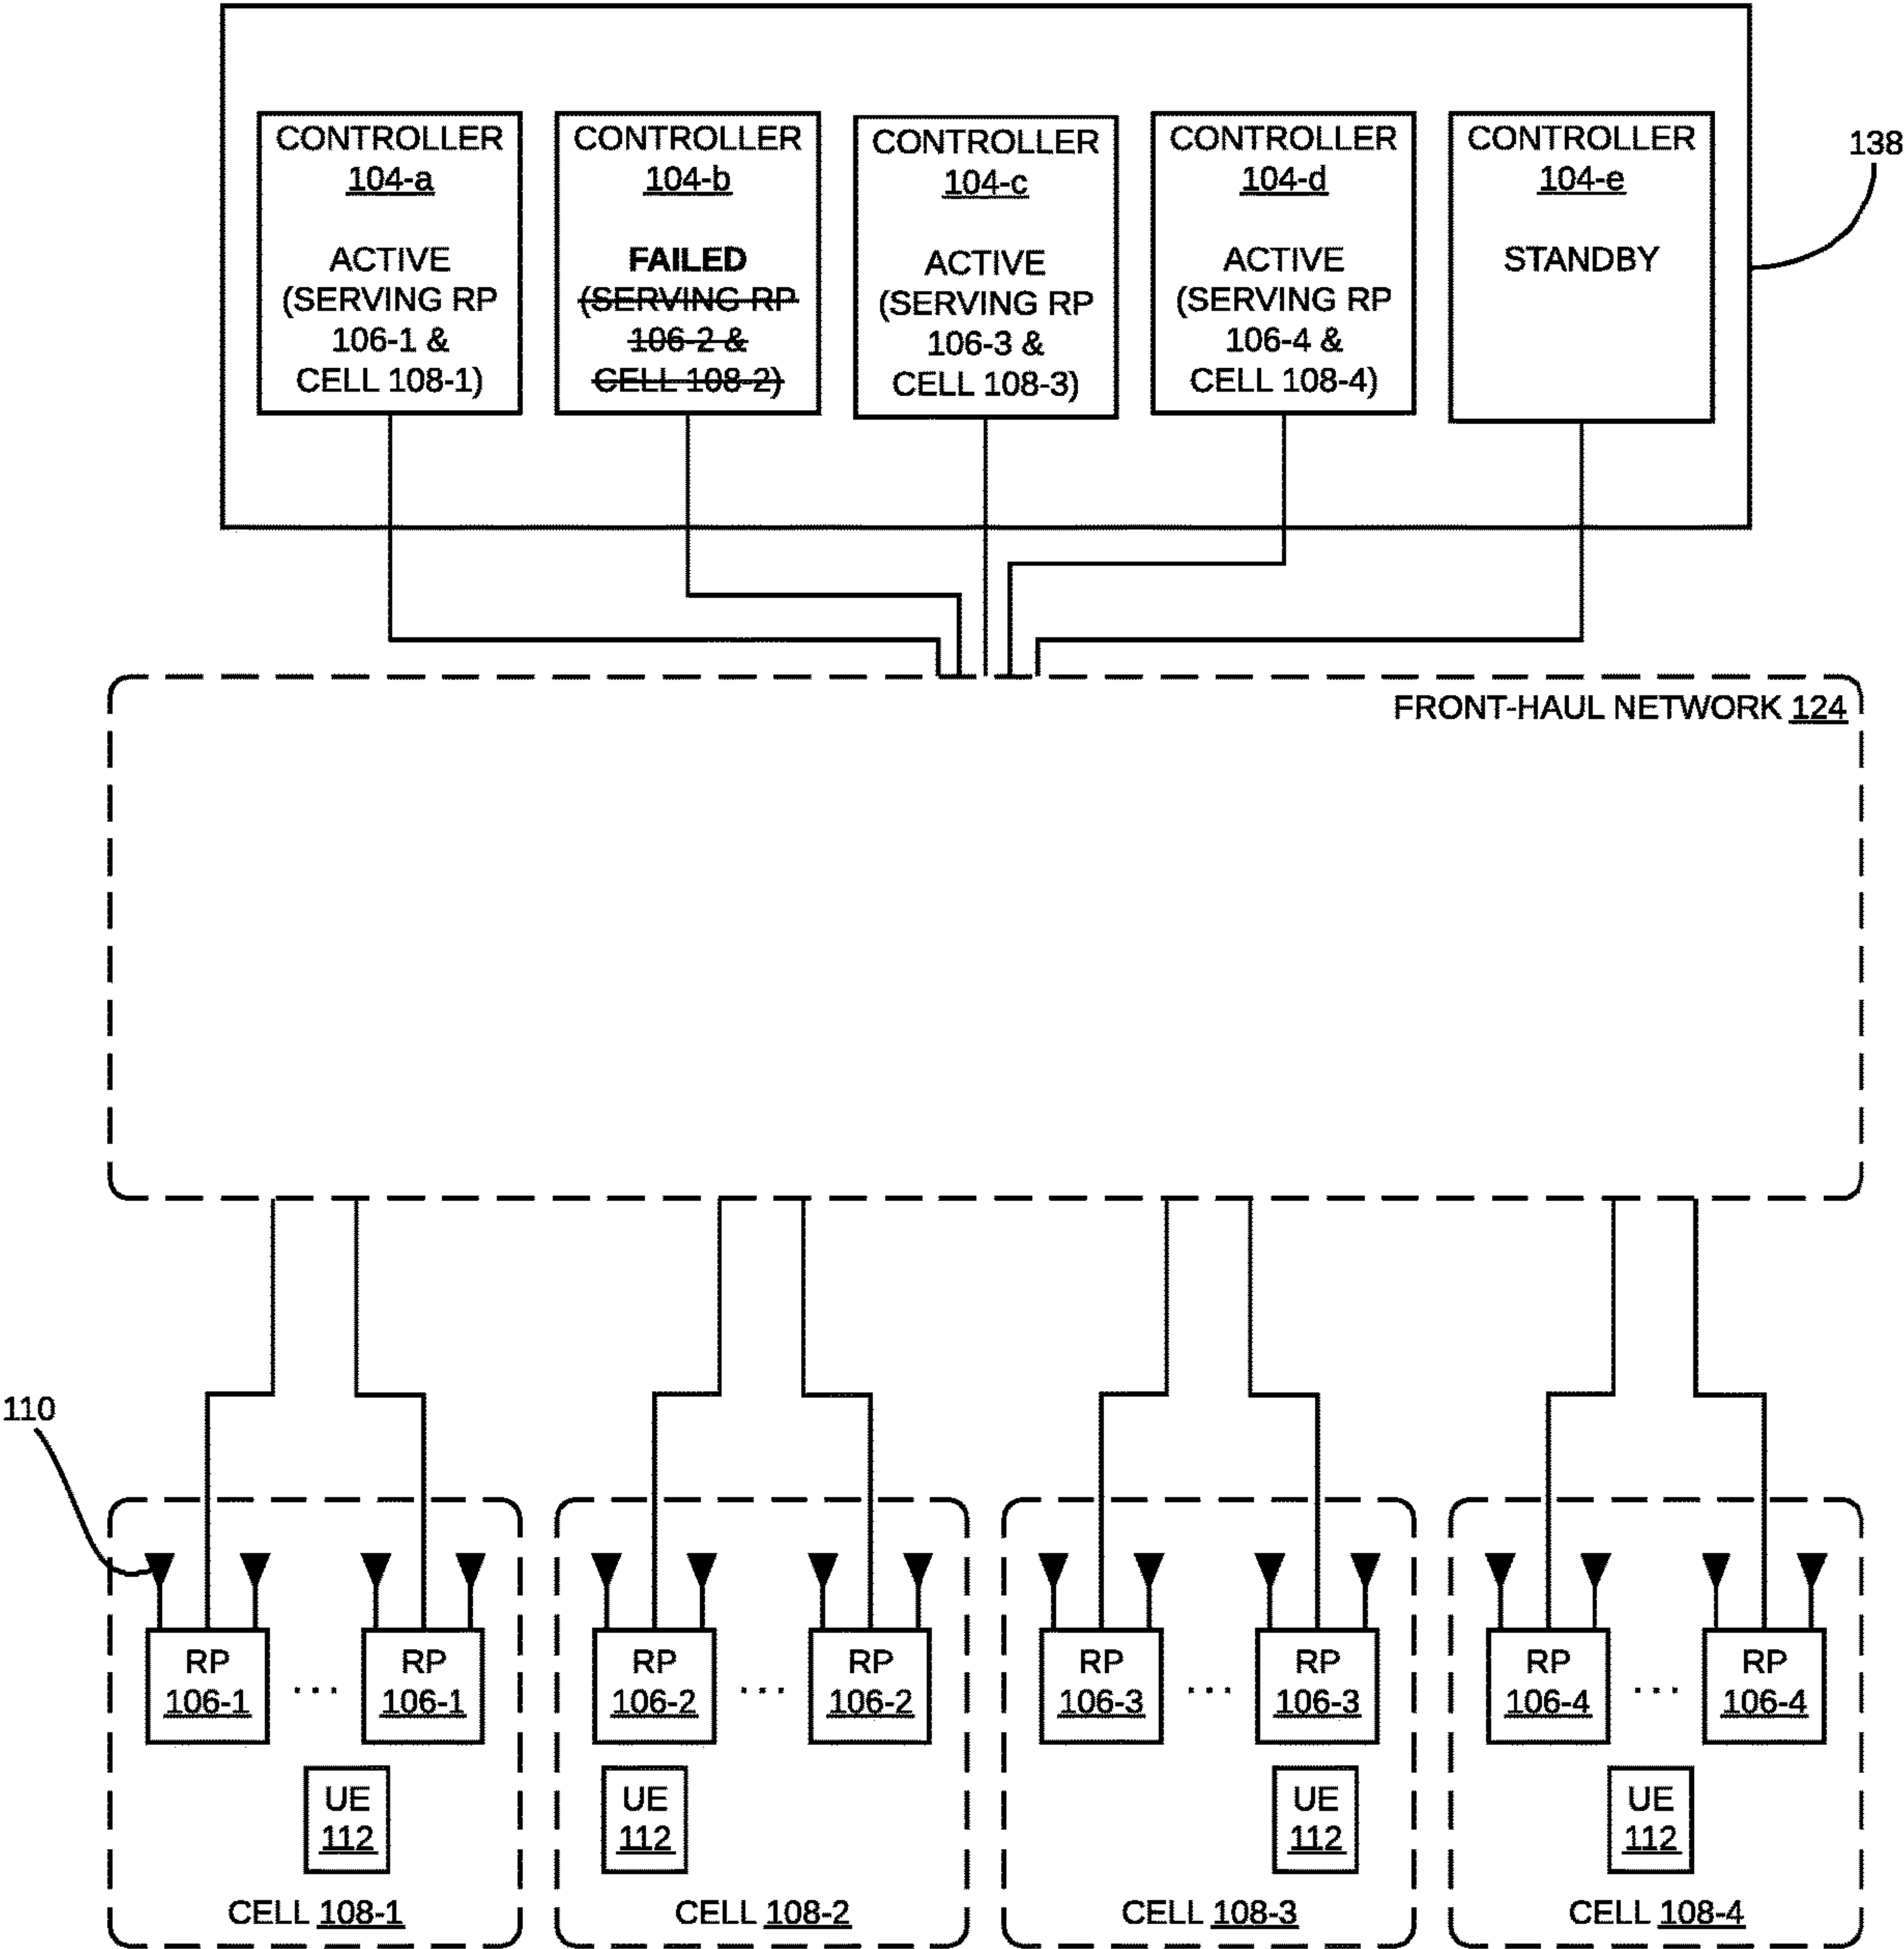 CONTROLLER
104-a
ACTIVE
(SERVING RP
106-1 &
CELL 108-1)
CONTROLLER
104-b
FAILED
(SERVING RP
106-2 &
CELL 108-2)
CONTROLLER
104-c
ACTIVE
(SERVING RP
106-3 &
CELL 108-3)
CONTROLLER
104-d
ACTIVE
(SERVING RP
106-4 &
CELL 108-4)
CONTROLLER
104-e
STANDBY
138
FRONT-HAUL NETWORK 124
110
RP
106-1
...
RP
106-1
UE
112
CELL 108-1
RP
106-2
...
RP
106-2
UE
112
CELL 108-2
RP
106-3
...
RP
106-3
UE
112
CELL 108-3
RP
106-4
...
RP
106-4
UE
112
CELL 108-4